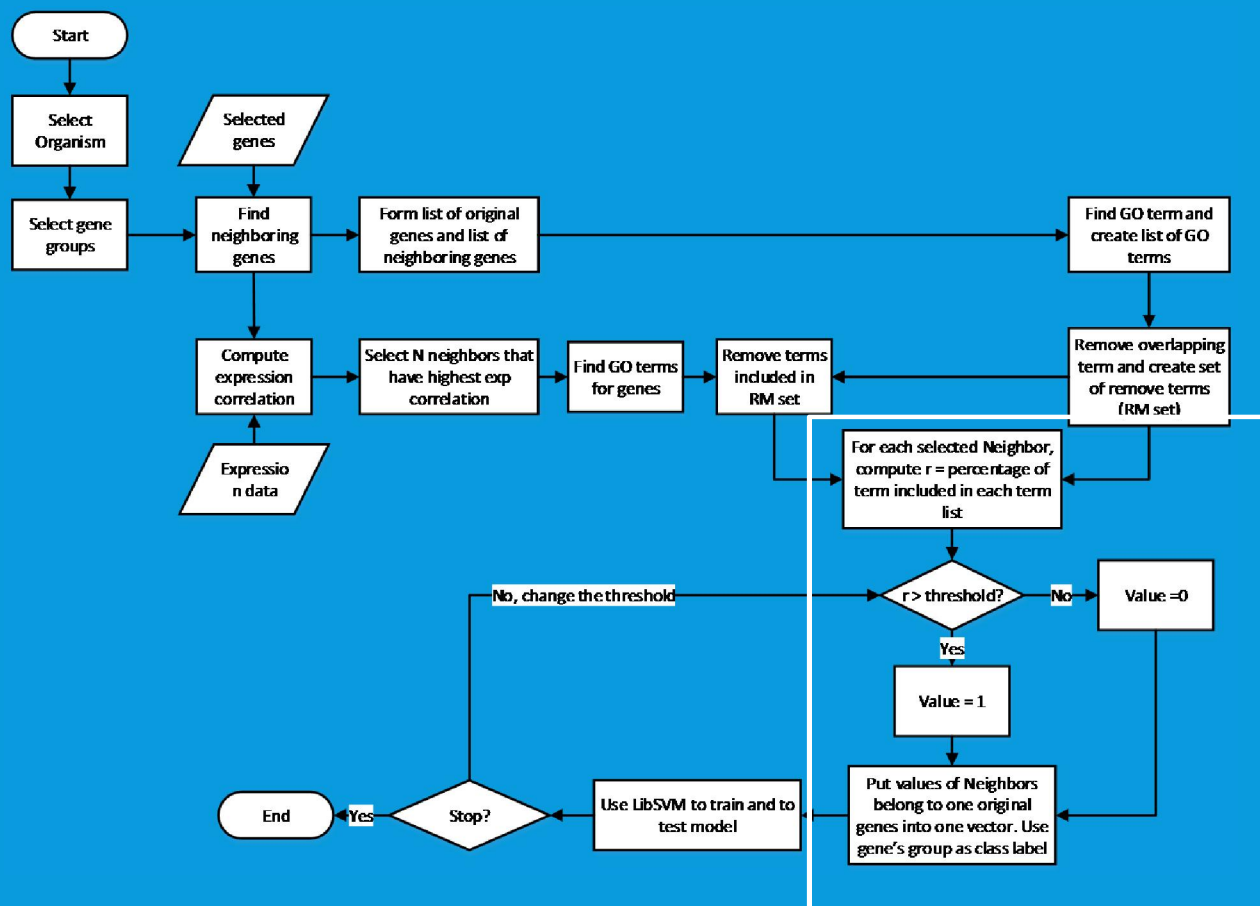 Start
Select
Organism
Select gene
groups
Selected
genes
Find
neighboring
genes
Form list of original
genes and list of
neighboring genes
Find GO term and
create list of GO
terms
Compute
expression
correlation
Select N neighbors that
have highest exp
correlation
Find GO terms
for genes
Remove terms
included in
RM set
Remove overlapping
term and create set
of remove terms
(RM set)
Expressio
n data
For each selected Neighbor,
compute r = percentage of
term included in each term
list
No, change the threshold
r > threshold?
No
Value =0
Yes
Value = 1
End
Yes
Stop?
Use LibSVM to train and to
test model
Put values of Neighbors
belong to one original
genes into one vector. Use
gene's group as class label